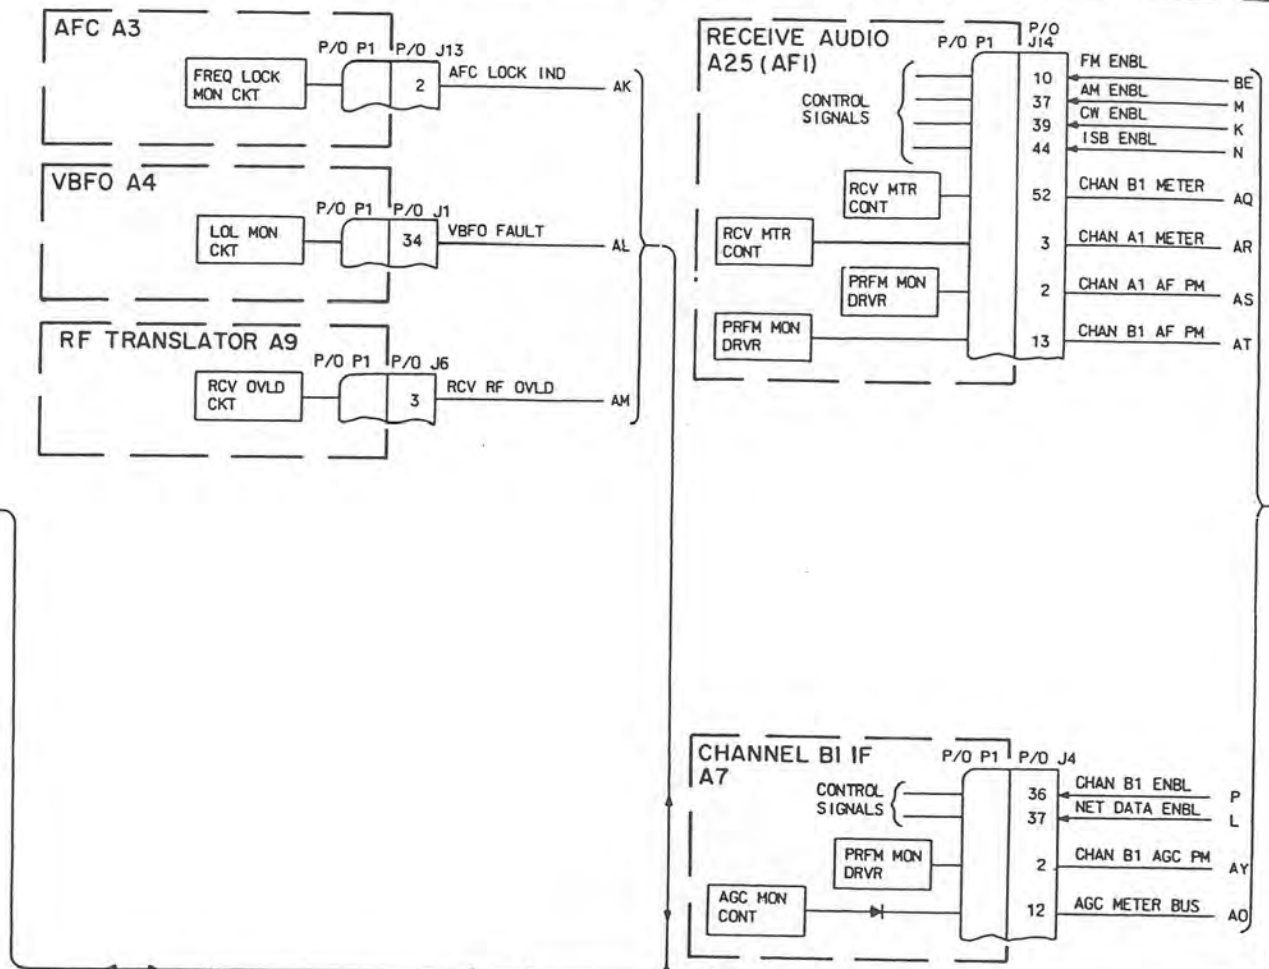 AFC A3
P/O P1 P/O J13
FREQ LOCK
MON CKT
2
AFC LOCK IND
AK
VBFO A4
P/O P1 P/O J1
LOL MON
CKT
34
VBFO FAULT
AL
RF TRANSLATOR A9
P/O P1 P/O J6
RCV OVLD
CKT
3
RCV RF OVLD
AM
RECEIVE AUDIO
A25 (AF1)
P/O P1
P/O
J14
CONTROL
SIGNALS
10
FM ENBL
BE
37
AM ENBL
M
39
CW ENBL
K
44
ISB ENBL
N
RCV MTR
CONT
52
CHAN B1 METER
AQ
RCV MTR
CONT
3
CHAN A1 METER
AR
PRFM MON
DRVR
2
CHAN A1 AF PM
AS
PRFM MON
DRVR
13
CHAN B1 AF PM
AT
CHANNEL B1 IF
A7
P/O P1 P/O J4
CONTROL
SIGNALS
36
CHAN B1 ENBL
P
37
NET DATA ENBL
L
PRFM MON
DRVR
2
CHAN B1 AGC PM
AY
AGC MON
CONT
12
AGC METER BUS
AO